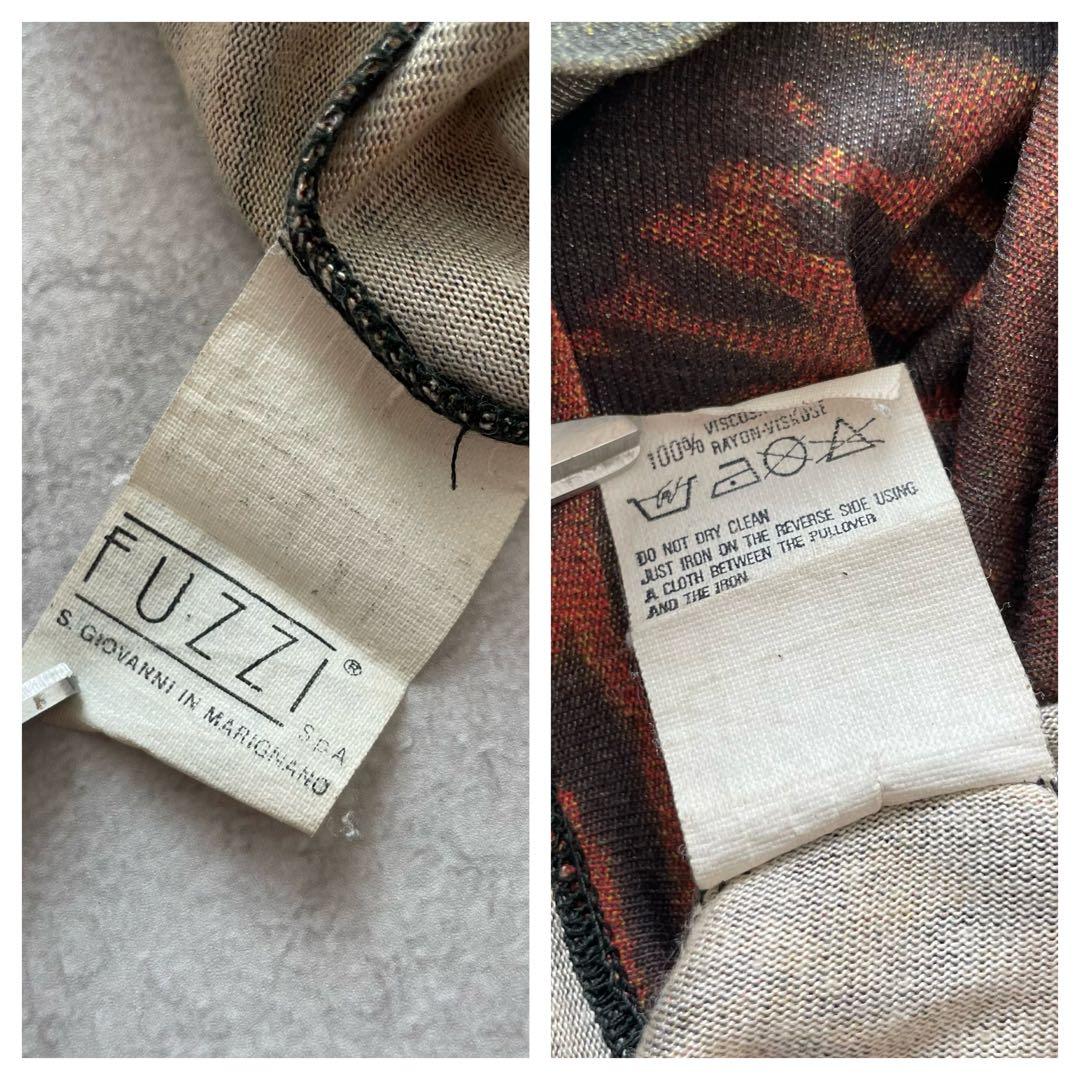 FUZZI®
SpA
S. GIOVANNI IN MARIGNANO
100%
RAYON-VISKOSE
DO NOT DRY CLEAN
JUST IRON ON THE REVERSE SIDE USING
A CLOTH BETWEEN THE PULLOVER
AND THE IRON